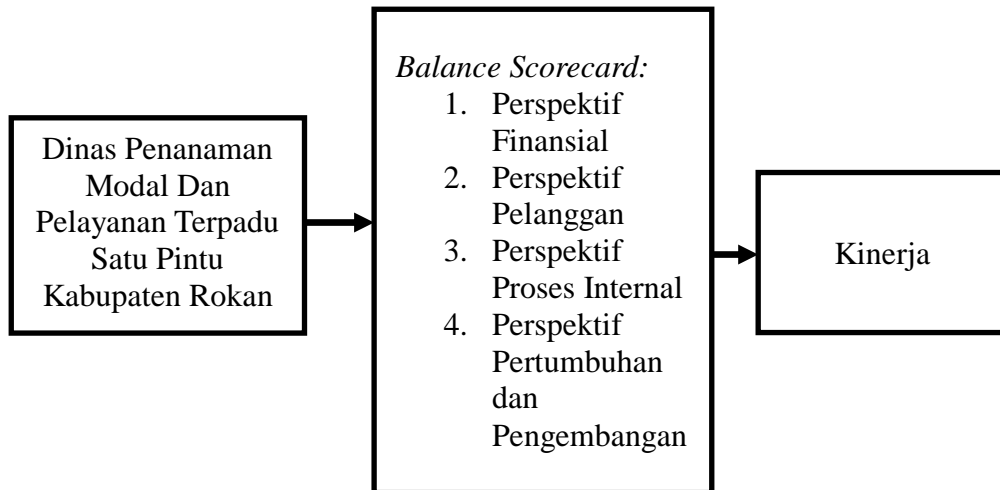 Dinas Penanaman
Modal Dan
Pelayanan Terpadu
Satu Pintu
Kabupaten Rokan
Balance Scorecard:
1. Perspektif
Finansial
2. Perspektif
Pelanggan
3. Perspektif
Proses Internal
4. Perspektif
Pertumbuhan
dan
Pengembangan
Kinerja